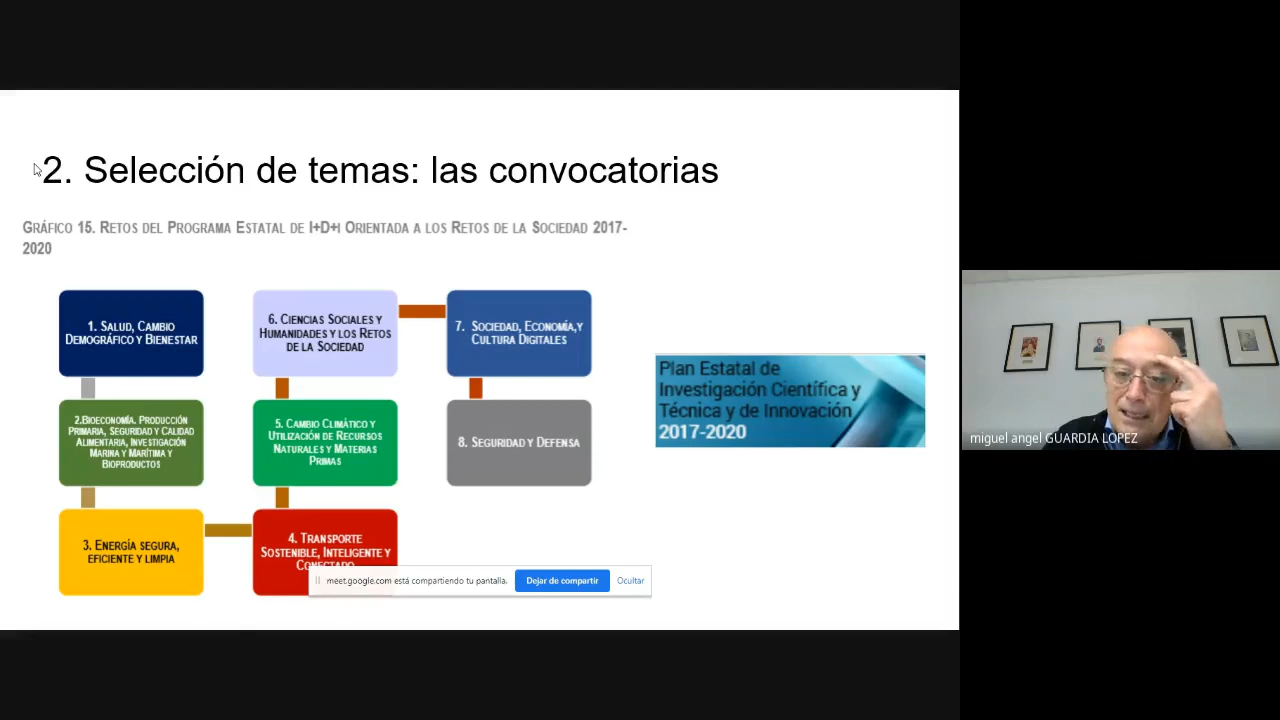 2. Selección de temas: las convocatorias
GRÁFICO 15. RETOS DEL PROGRAMA ESTATAL DE I+D+I ORIENTADA A LOS RETOS DE LA SOCIEDAD 2017-
2020
1. SALUD, CAMBIO
DEMOGRÁFICO Y BIENESTAR
2.BIOECONOMÍA. PRODUCCIÓN
PRIMARIA, SEGURIDAD Y CALIDAD
ALIMENTARIA, INVESTIGACIÓN
MARINA Y MARÍTIMA Y
BIOPRODUCTOS
3. ENERGÍA SEGURA,
EFICIENTE Y LIMPIA
4. TRANSPORTE
SOSTENIBLE, INTELIGENTE Y
CONECTADO
5. CAMBIO CLIMÁTICO Y
UTILIZACIÓN DE RECURSOS
NATURALES Y MATERIAS
PRIMAS
6. CIENCIAS SOCIALES Y
HUMANIDADES Y LOS RETOS
DE LA SOCIEDAD
7. SOCIEDAD, ECONOMÍA,Y
CULTURA DIGITALES
8. SEGURIDAD Y DEFENSA
Plan Estatal de
Investigación Científica y
Técnica y de Innovación
2017-2020
meet.google.com está compartiendo tu pantalla.
Dejar de compartir
Ocultar
miguel angel GUARDIA LOPEZ